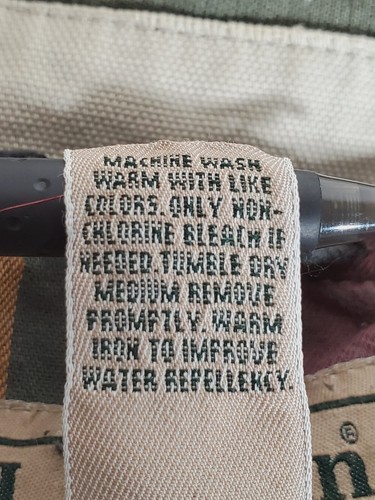 MACHINE WASH
WARM WITH LIKE
COLORS. ONLY NON-
CHLORINE BLEACH IF
NEEDED. TUMBLE DRY
MEDIUM REMOVE
PROMPTLY. WARM
IRON TO IMPROVE
WATER REPELLENCY.
n®